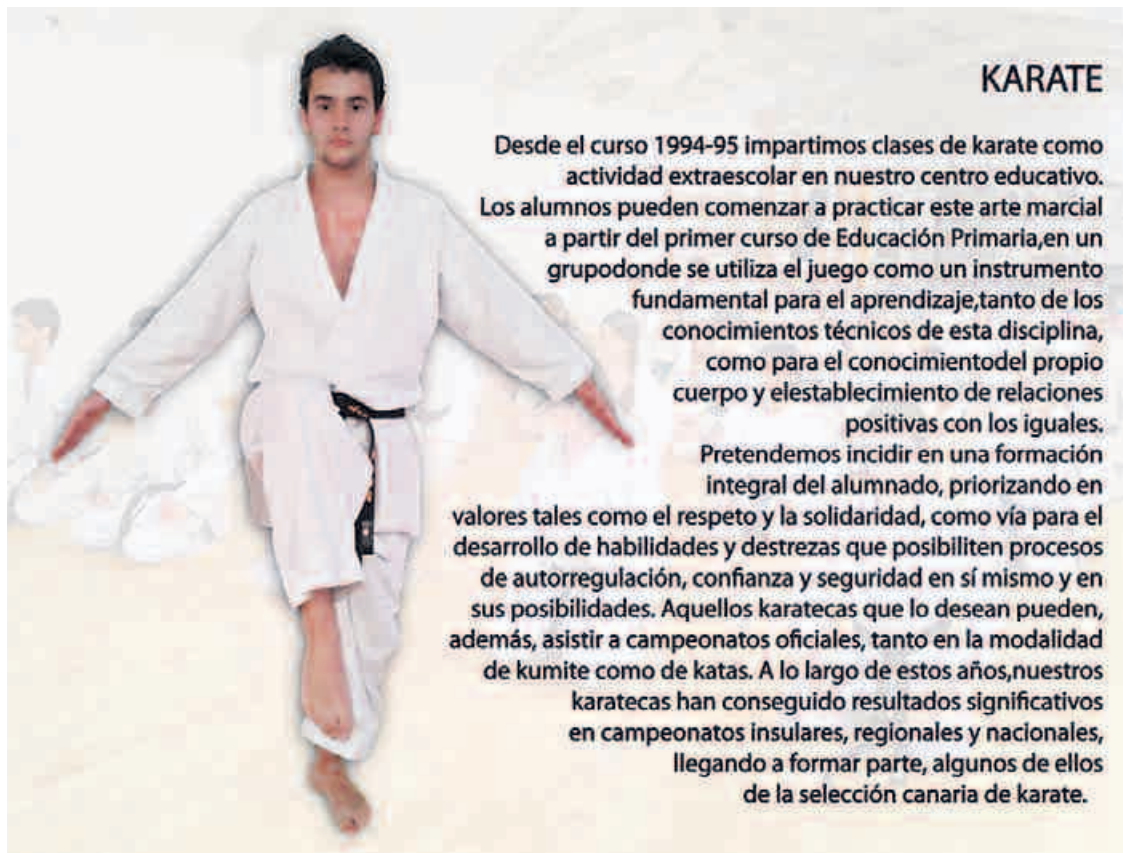 KARATE
Desde el curso 1994-95 impartimos clases de karate como
actividad extraescolar en nuestro centro educativo.
Los alumnos pueden comenzar a practicar este arte marcial
a partir del primer curso de Educación Primaria,en un
grupodonde se utiliza el juego como un instrumento
fundamental para el aprendizaje,tanto de los
conocimientos técnicos de esta disciplina,
como para el conocimientodel propio
cuerpo y elestablecimiento de relaciones
positivas con los iguales.
Pretendemos incidir en una formación
integral del alumnado, priorizando en
valores tales como el respeto y la solidaridad, como vía para el
desarrollo de habilidades y destrezas que posibiliten procesos
de autorregulación, confianza y seguridad en sí mismo y en
sus posibilidades. Aquellos karatecas que lo desean pueden,
además, asistir a campeonatos oficiales, tanto en la modalidad
de kumite como de katas. A lo largo de estos años,nuestros
karatecas han conseguido resultados significativos
en campeonatos insulares, regionales y nacionales,
llegando a formar parte, algunos de ellos
de la selección canaria de karate.